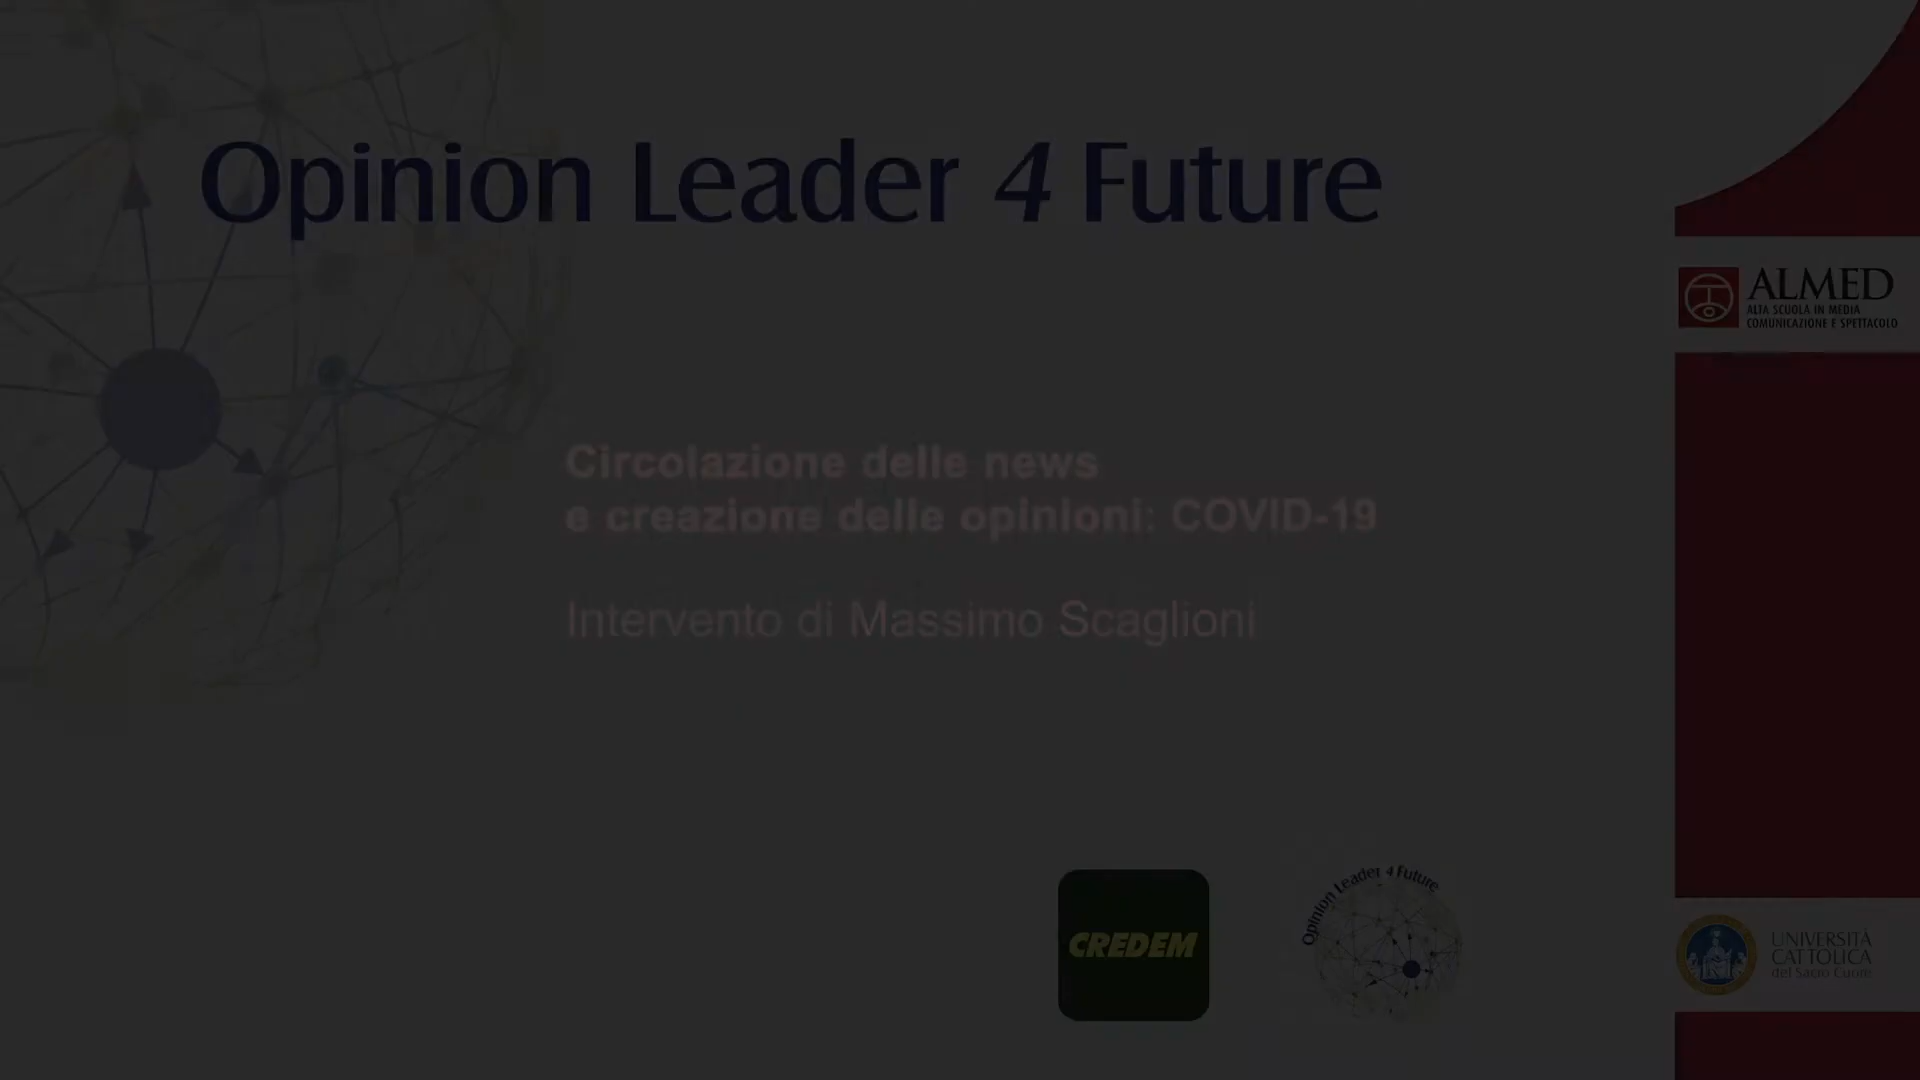 Opinion Leader 4 Future
ALMED
ALTA SCUOLA IN MEDIA
COMUNICAZIONE E SPETTACOLO
Circolazione delle news
e creazione delle opinioni: COVID-19
Intervento di Massimo Scaglioni
CREDEM
Opinion Leader 4 Future
UNIVERSITÀ
CATTOLICA
del Sacro Cuore